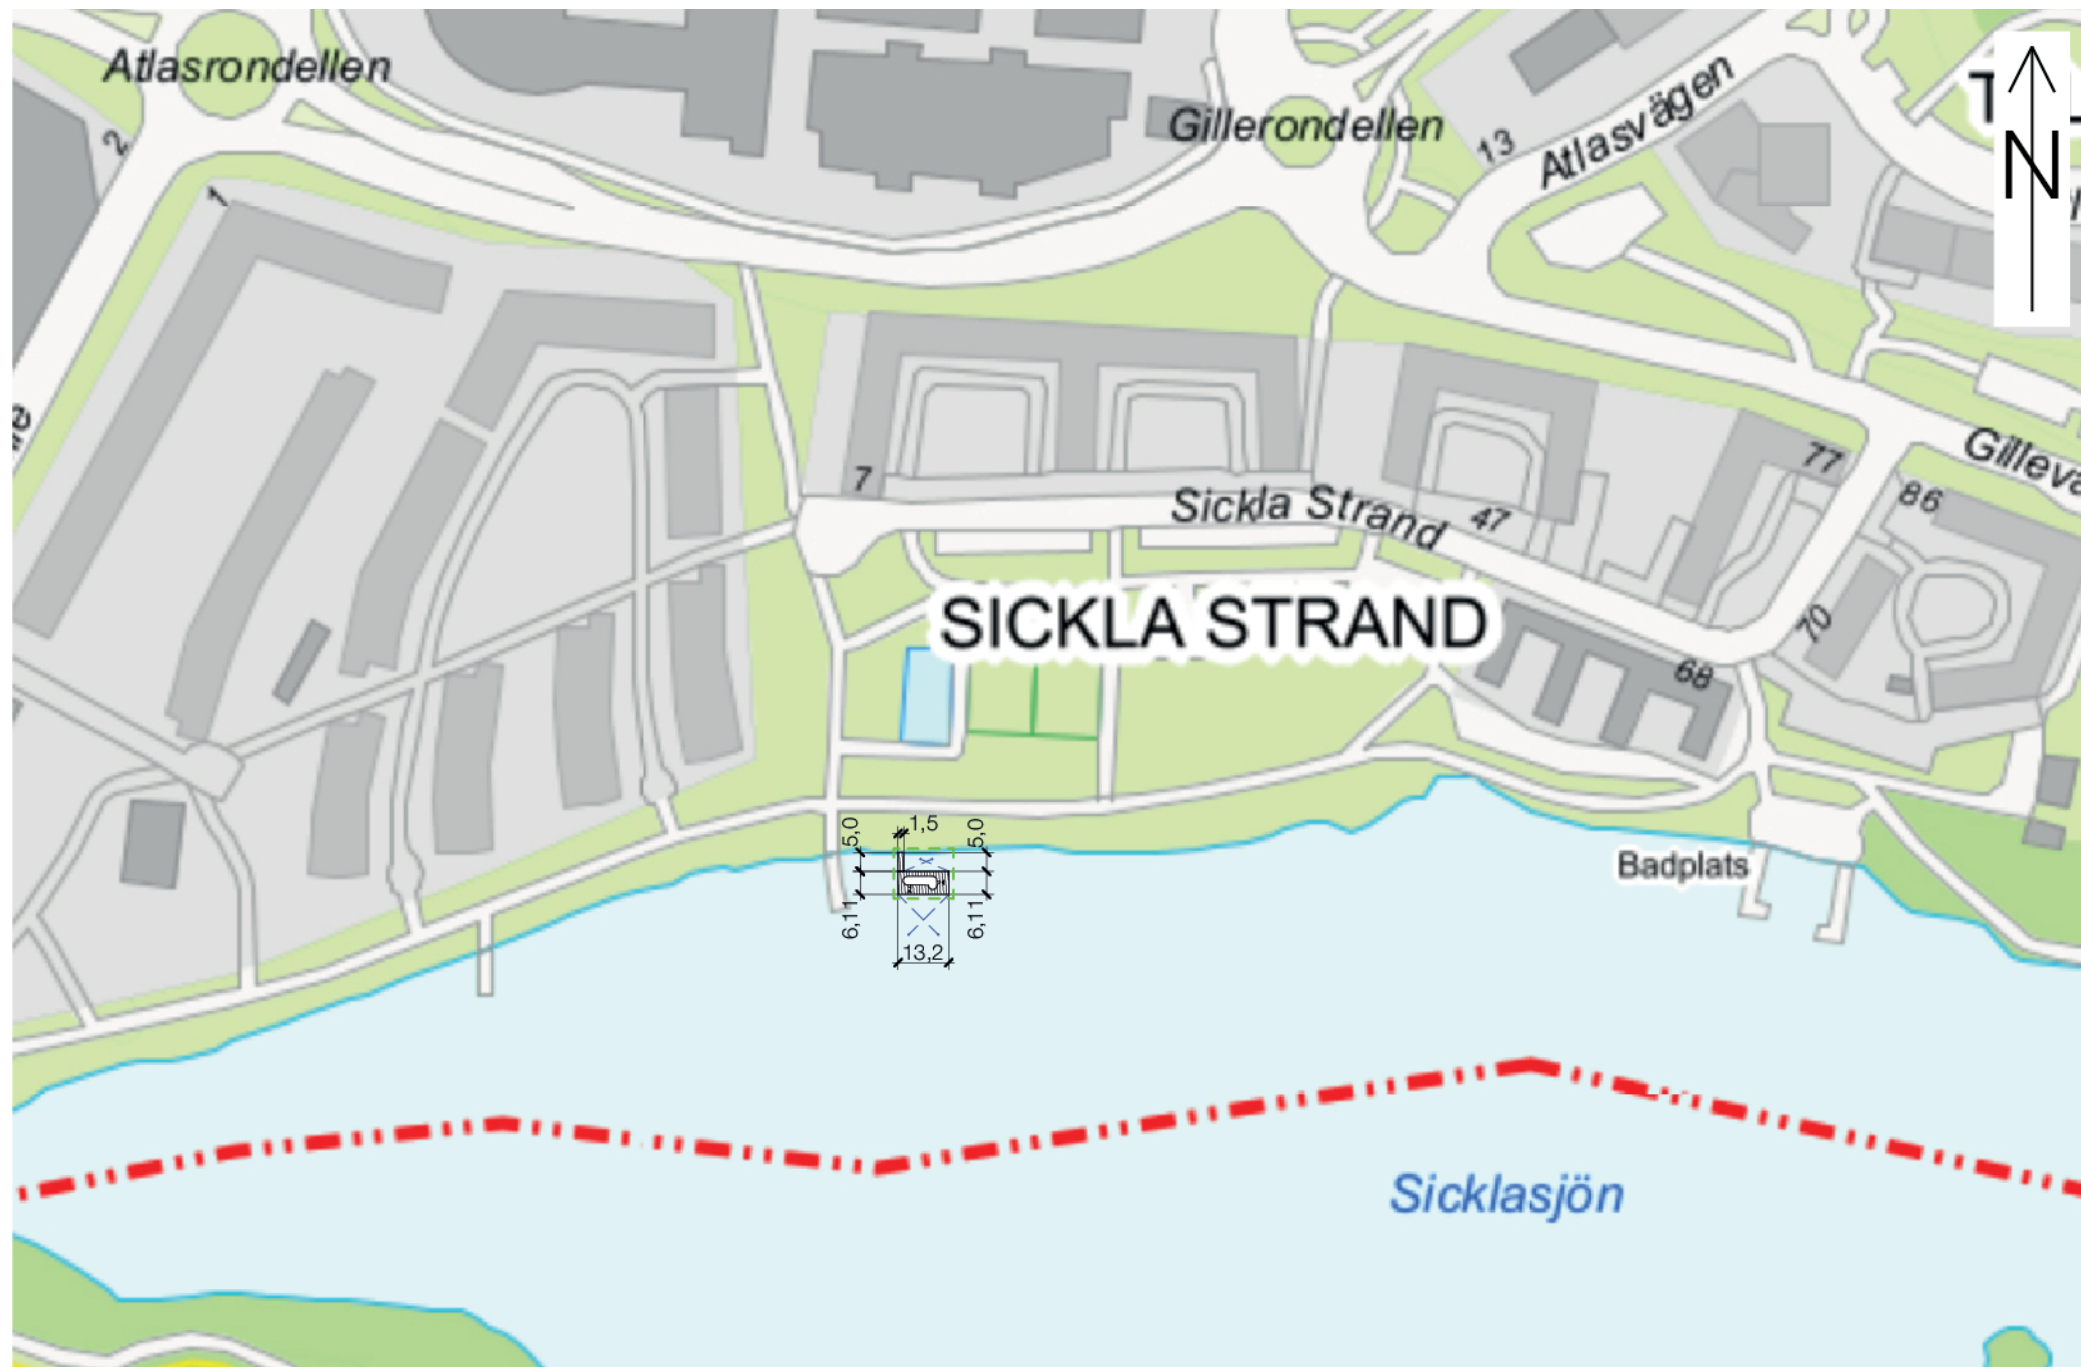 Atlasrondellen
Gillerondellen
13
Atlasvägen
N
2
1
7
Sickla Strand
47
77
86
Gilleva
SICKLA STRAND
70
68
5,0
1,5
5,0
6,11
6,11
13,2
Badplats
Sicklasjön